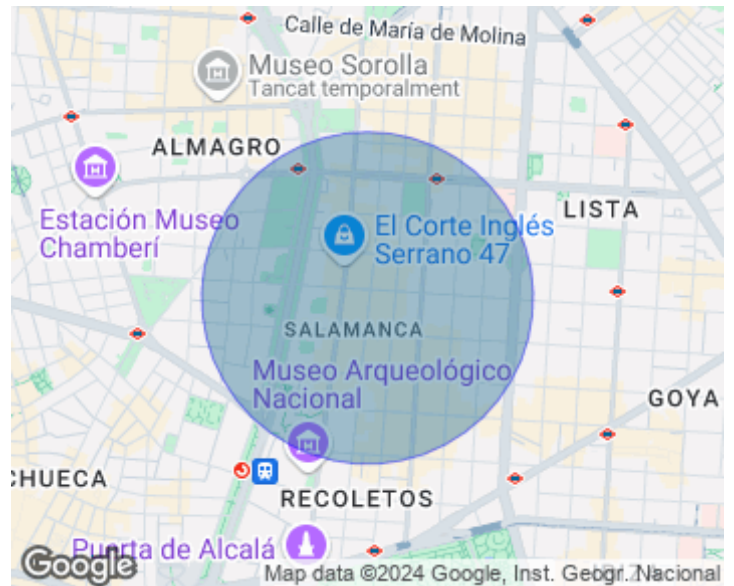 Calle de María de Molina
Museo Sorolla
Tancat temporalment
ALMAGRO
Estación Museo
Chamberí
LISTA
El Corte Inglés
Serrano 47
SALAMANCA
Museo Arqueológico
Nacional
GOYA
CHUECA
RECOLETOS
Puerta de Alcalá
Google
Map data ©2024 Google, Inst. Geogr. Nacional